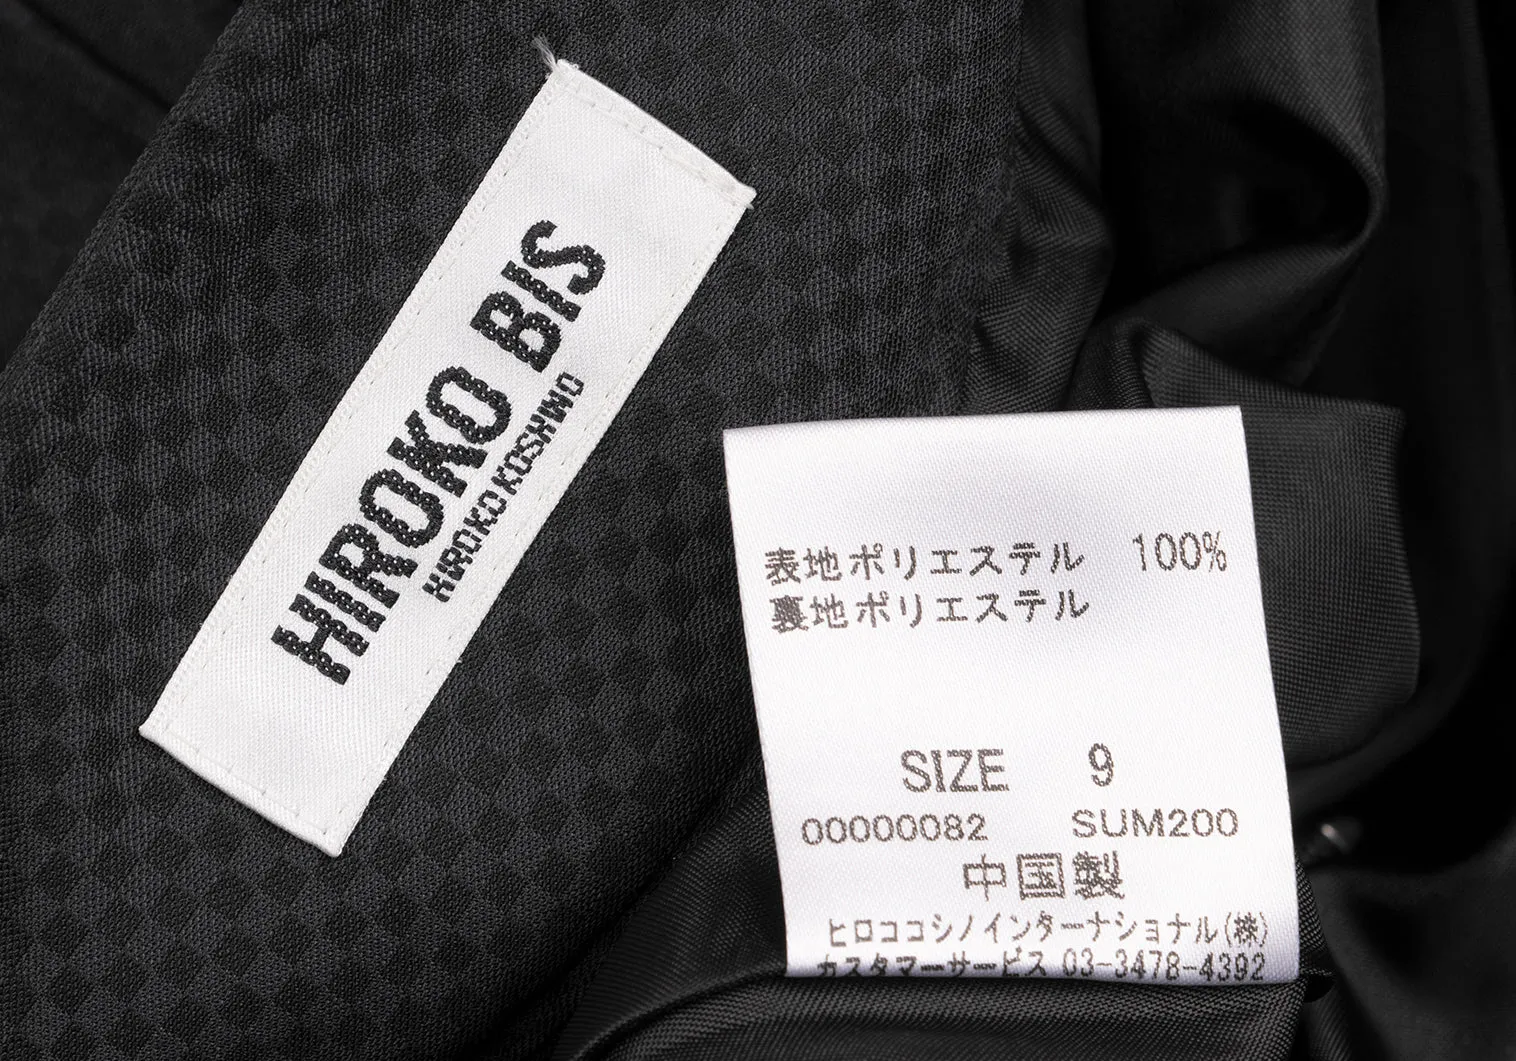 HIROKO BIS
HIROKO KOSHINO
表地ポリエステル 100%
裏地ポリエステル
SIZE 9
00000082 SUM200
中国製
ヒロココシノインターナショナル(株)
カスタマーサービス 03-3478-4392